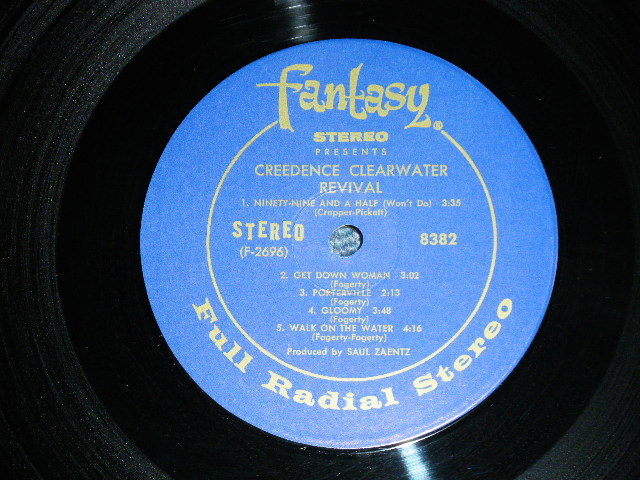 fantasy®
STEREO
PRESENTS
CREEDENCE CLEARWATER
REVIVAL
1. NINETY-NINE AND A HALF (Won't Do) 3:35
(Cropper-Pickett)
STEREO
(F-2696)
8382
2. GET DOWN WOMAN 3:02
(Fogerty)
3. PORTERVILLE 2:13
(Fogerty)
4. GLOOMY 3:48
(Fogerty)
5. WALK ON THE WATER 4:16
(Fogerty-Fogerty)
Produced by SAUL ZAENTZ
Full Radial Stereo